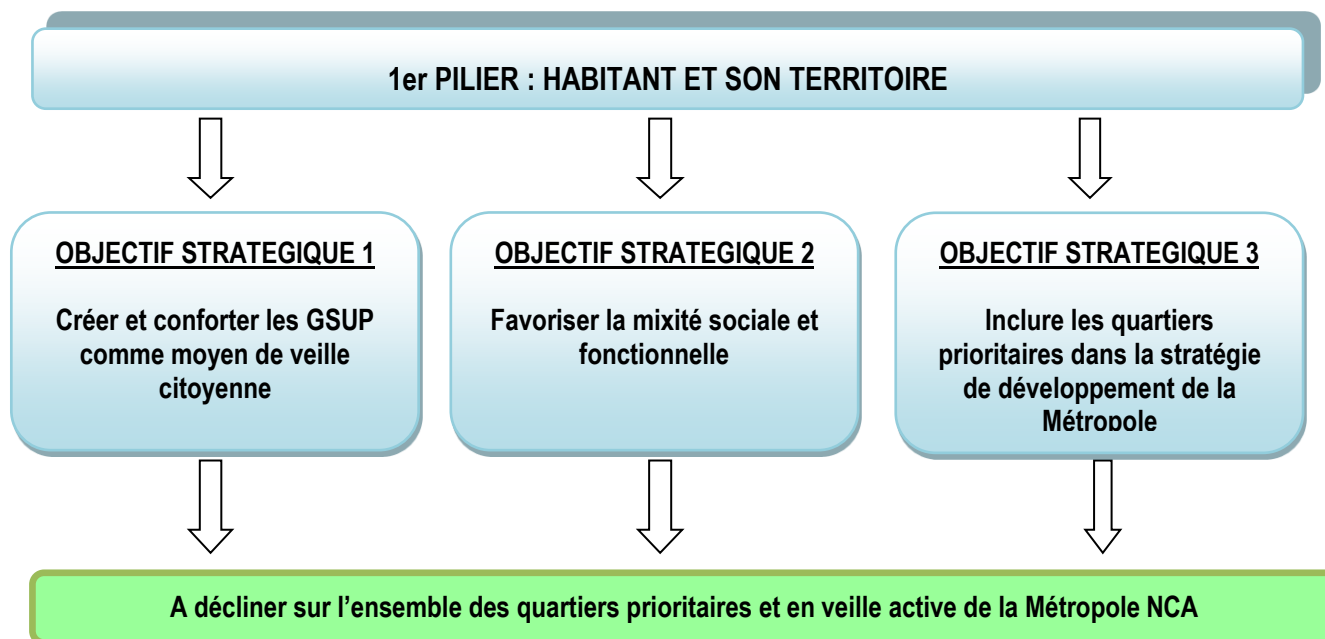 1er PILIER : HABITANT ET SON TERRITOIRE
OBJECTIF STRATEGIQUE 1
Créer et conforter les GSUP
comme moyen de veille
citoyenne
OBJECTIF STRATEGIQUE 2
Favoriser la mixité sociale et
fonctionnelle
OBJECTIF STRATEGIQUE 3
Inclure les quartiers
prioritaires dans la stratégie
de développement de la
Métropole
A décliner sur l’ensemble des quartiers prioritaires et en veille active de la Métropole NCA